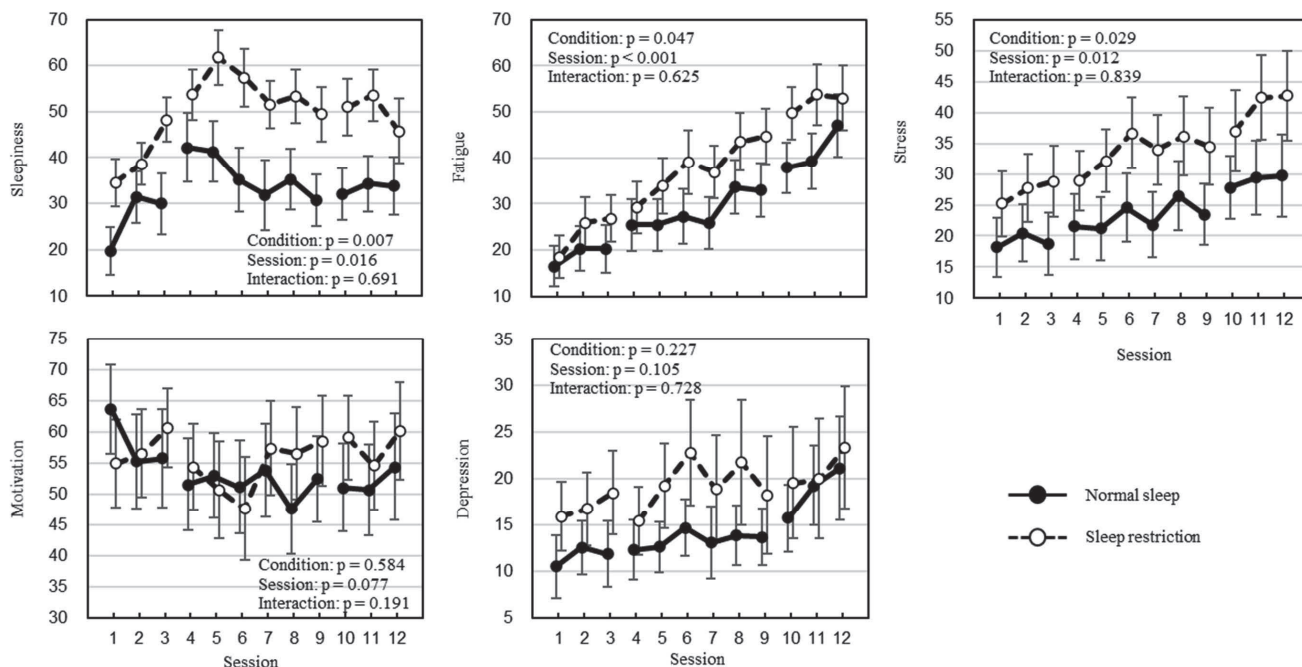 70
60
50
40
30
20
10
Sleepiness
Condition: p = 0.007
Session: p = 0.016
Interaction: p = 0.691
70
60
50
40
30
20
10
Fatigue
Condition: p = 0.047
Session: p < 0.001
Interaction: p = 0.625
55
50
45
40
35
30
25
20
15
10
Stress
Condition: p = 0.029
Session: p = 0.012
Interaction: p = 0.839
1 2 3 4 5 6 7 8 9 10 11 12
Session
75
70
65
60
55
50
45
40
35
30
Motivation
Condition: p = 0.584
Session: p = 0.077
Interaction: p = 0.191
1 2 3 4 5 6 7 8 9 10 11 12
Session
35
30
25
20
15
10
5
Depression
Condition: p = 0.227
Session: p = 0.105
Interaction: p = 0.728
1 2 3 4 5 6 7 8 9 10 11 12
Session
Normal sleep
Sleep restriction